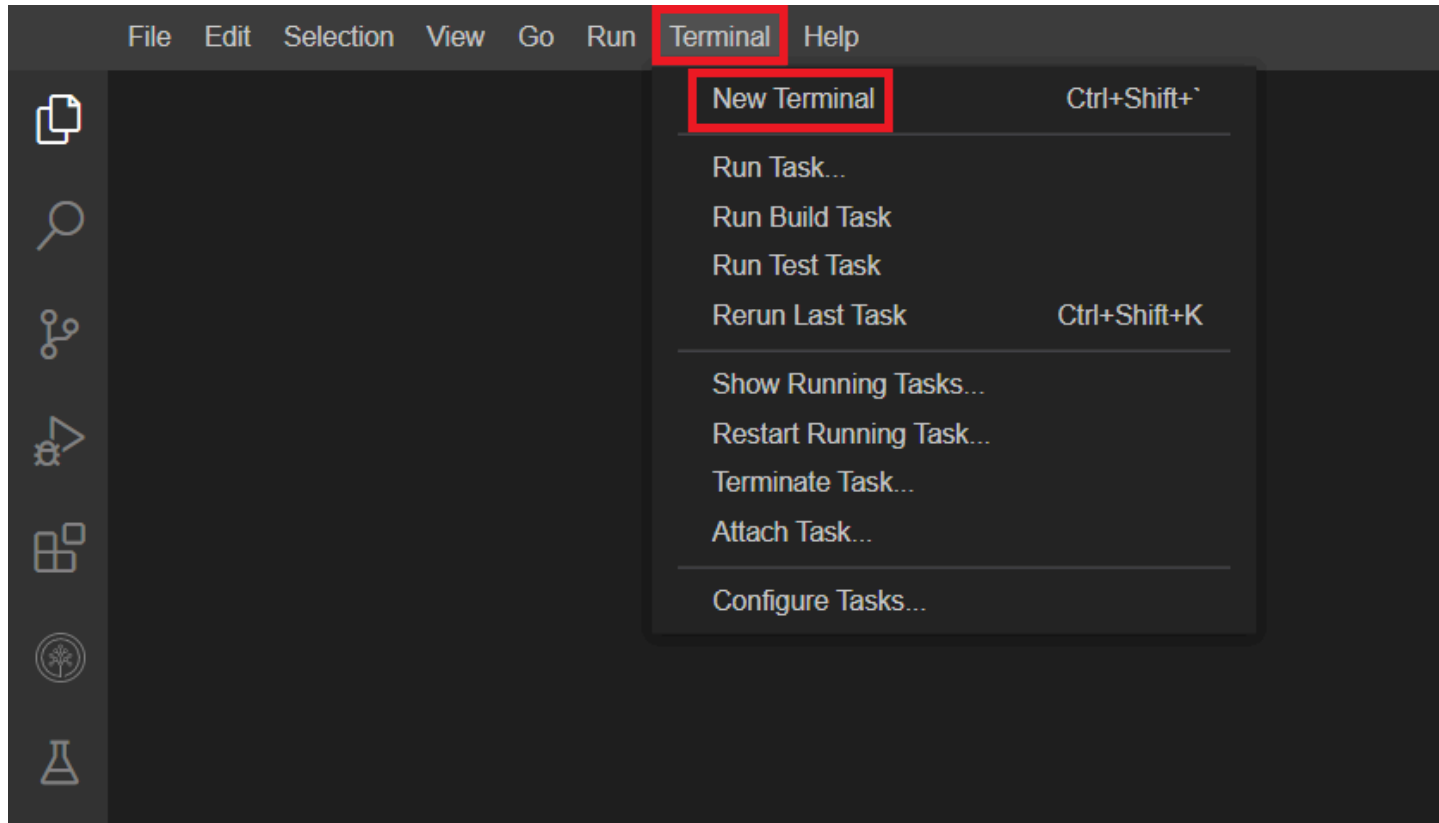 File Edit Selection View Go Run Terminal Help
New Terminal Ctrl+Shift+`
Run Task...
Run Build Task
Run Test Task
Rerun Last Task Ctrl+Shift+K
Show Running Tasks...
Restart Running Task...
Terminate Task...
Attach Task...
Configure Tasks...